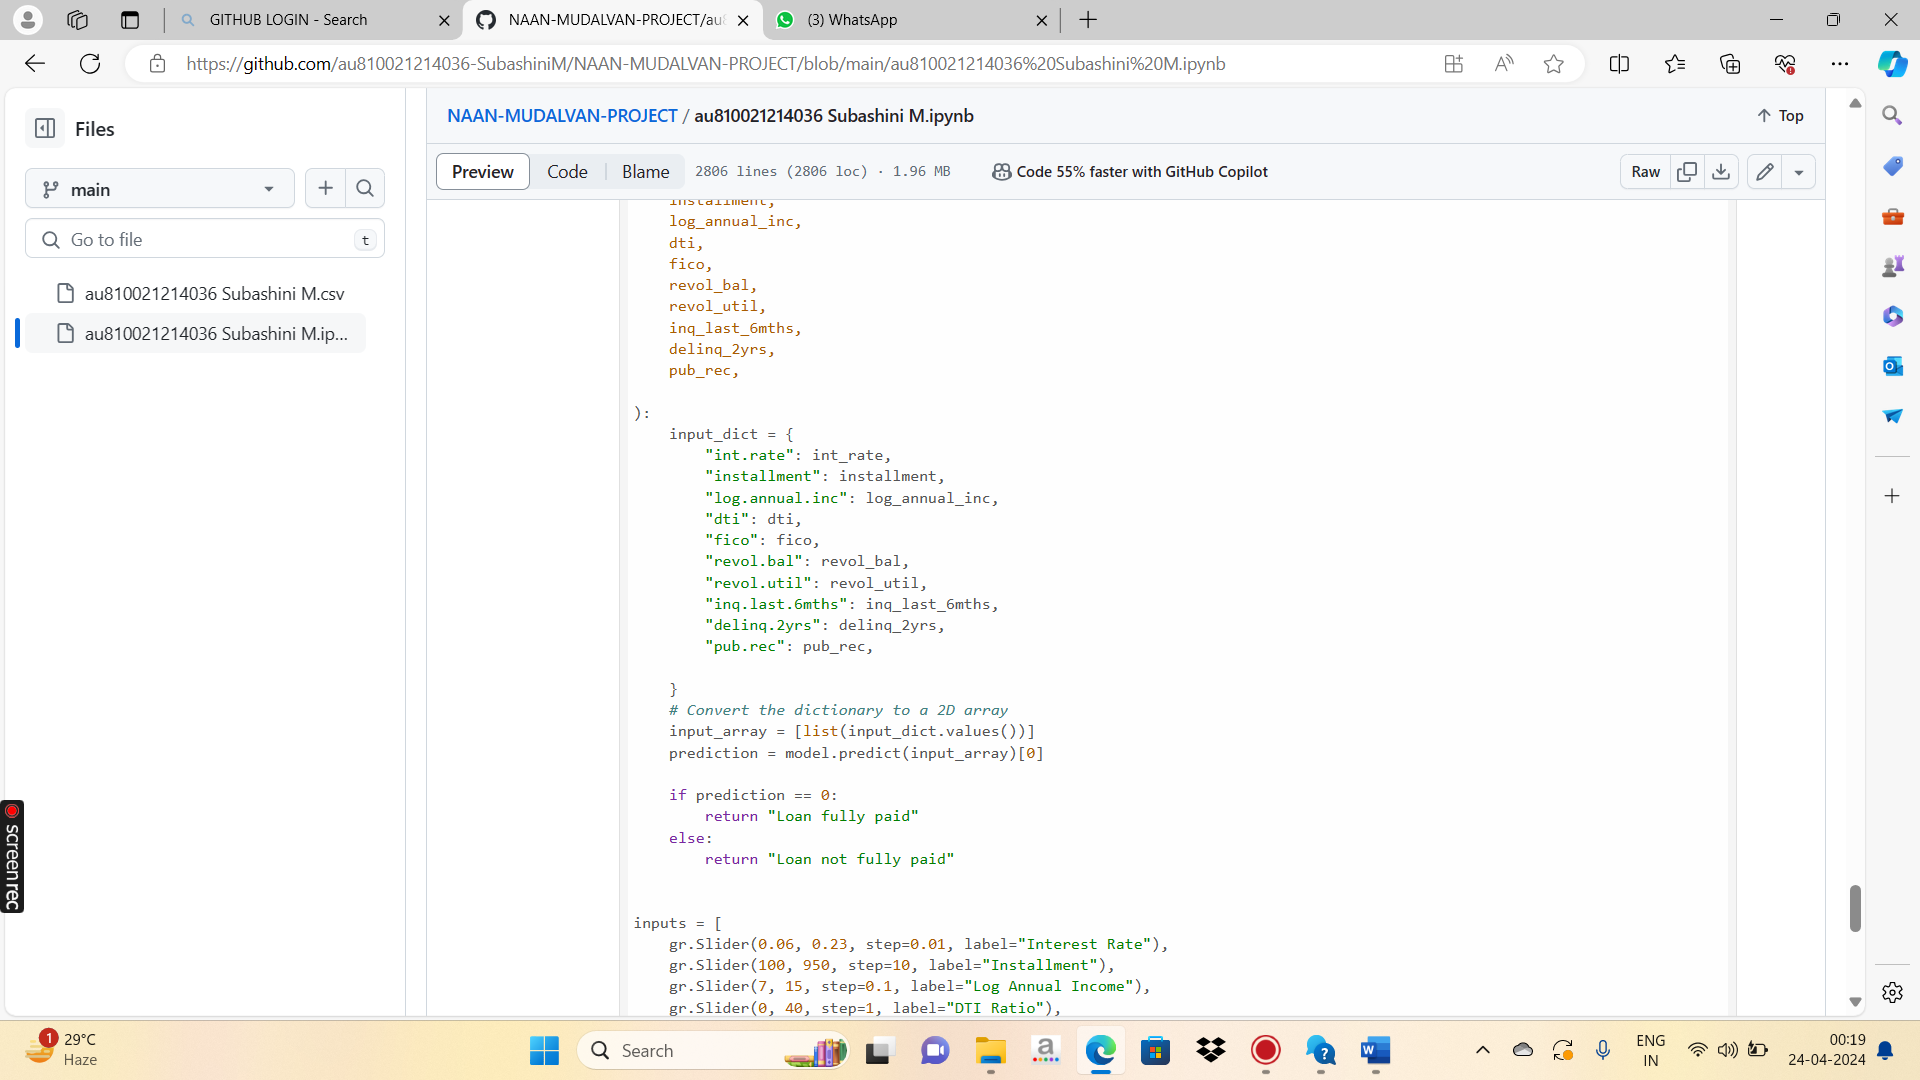 GITHUB LOGIN - Search
NAAN-MUDALVAN-PROJECT/au8
(3) WhatsApp
https://github.com/au810021214036-SubashiniM/NAAN-MUDALVAN-PROJECT/blob/main/au810021214036%20Subashini%20M.ipynb
Files
main
Go to file
t
au810021214036 Subashini M.csv
au810021214036 Subashini M.ip...
NAAN-MUDALVAN-PROJECT / au810021214036 Subashini M.ipynb
Top
Preview
Code
Blame
2806 lines (2806 loc) · 1.96 MB
Code 55% faster with GitHub Copilot
Raw
installment,
log_annual_inc,
dti,
fico,
revol_bal,
revol_util,
inq_last_6mths,
delinq_2yrs,
pub_rec,
):
input_dict = {
"int.rate": int_rate,
"installment": installment,
"log.annual.inc": log_annual_inc,
"dti": dti,
"fico": fico,
"revol.bal": revol_bal,
"revol.util": revol_util,
"inq.last.6mths": inq_last_6mths,
"delinq.2yrs": delinq_2yrs,
"pub.rec": pub_rec,
}
# Convert the dictionary to a 2D array
input_array = [list(input_dict.values())]
prediction = model.predict(input_array)[0]
if prediction == 0:
return "Loan fully paid"
else:
return "Loan not fully paid"
inputs = [
gr.Slider(0.06, 0.23, step=0.01, label="Interest Rate"),
gr.Slider(100, 950, step=10, label="Installment"),
gr.Slider(7, 15, step=0.1, label="Log Annual Income"),
gr.Slider(0, 40, step=1, label="DTI Ratio"),
screenrec
1
29°C
Haze
Search
ENG
IN
00:19
24-04-2024